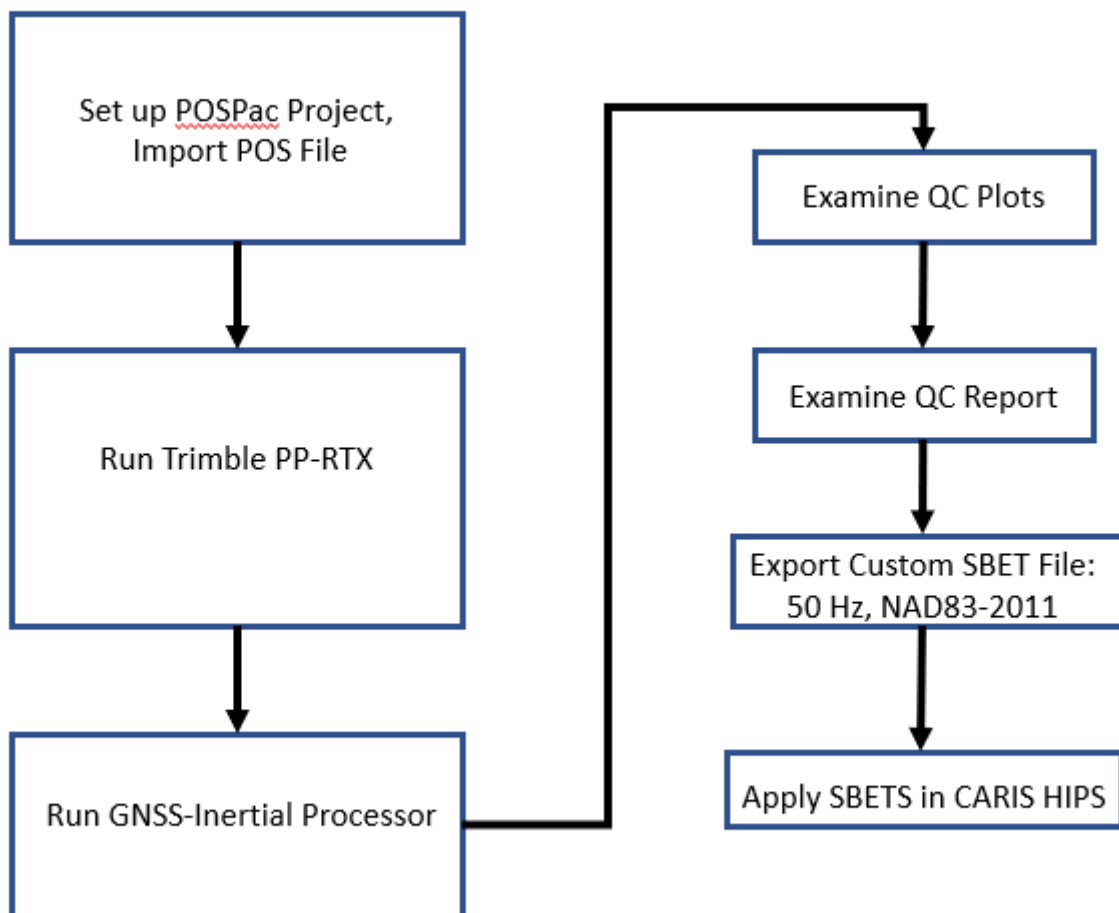 Set up POSPac Project,
Import POS File
Run Trimble PP-RTX
Run GNSS-Inertial Processor
Examine QC Plots
Examine QC Report
Export Custom SBET File:
50 Hz, NAD83-2011
Apply SBETS in CARIS HIPS